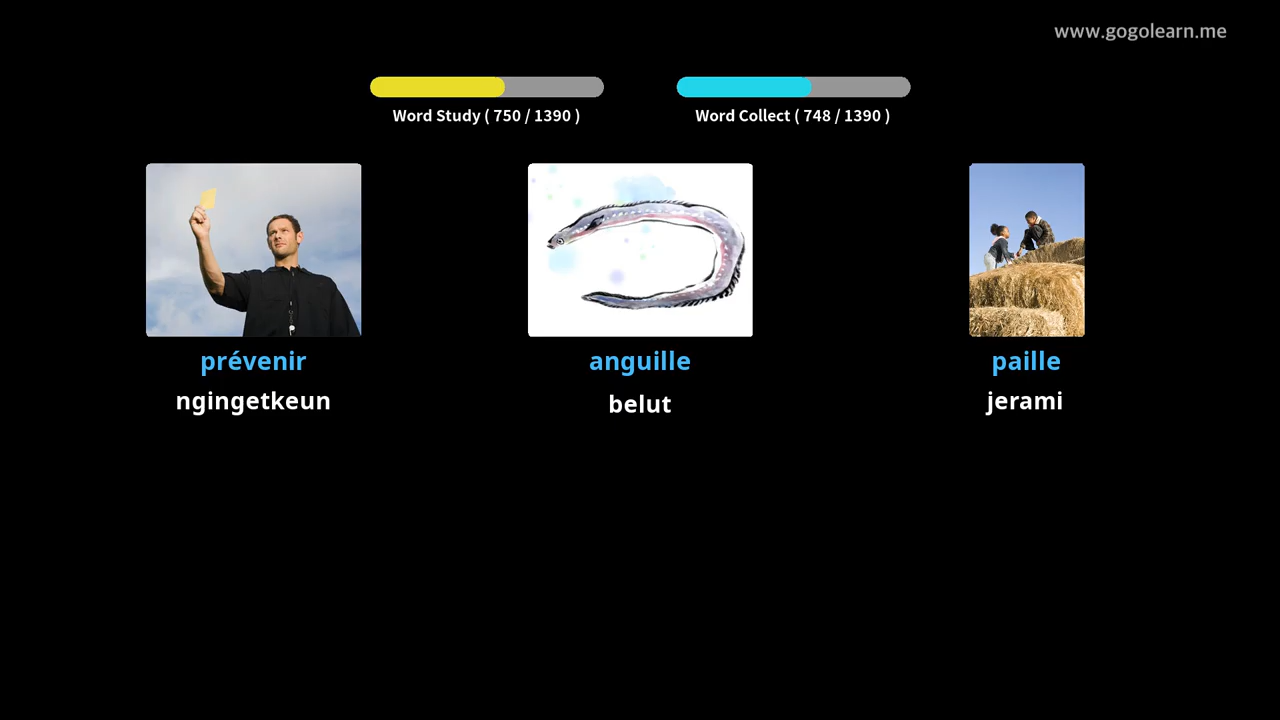 www.gogolearn.me
Word Study ( 750 / 1390 )
Word Collect ( 748 / 1390 )
prévenir
ngingetkeun
anguille
belut
paille
jerami